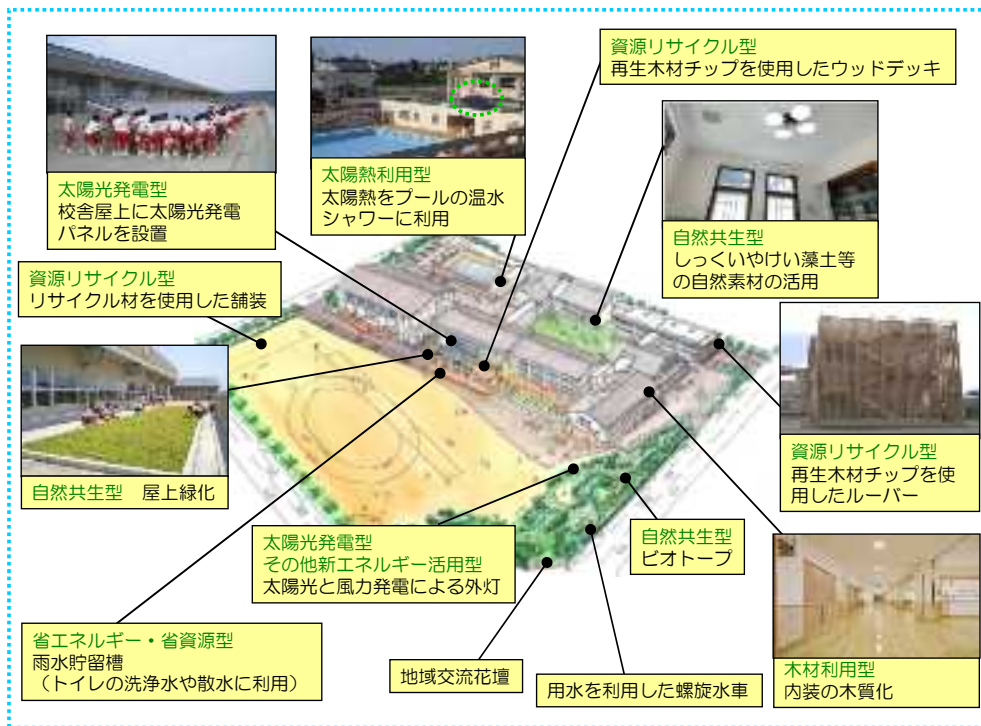 資源リサイクル型
再生木材チップを使用したウッドデッキ
太陽光発電型
校舎屋上に太陽光発電
パネルを設置
太陽熱利用型
太陽熱をプールの温水
シャワーに利用
自然共生型
しっくいやけい藻土等
の自然素材の活用
資源リサイクル型
リサイクル材を使用した舗装
自然共生型 屋上緑化
資源リサイクル型
再生木材チップを使
用したルーバー
太陽光発電型
その他新エネルギー活用型
太陽光と風力発電による外灯
自然共生型
ビオトープ
省エネルギー・省資源型
雨水貯留槽
（トイレの洗浄水や散水に利用）
地域交流花壇
用水を利用した螺旋水車
木材利用型
内装の木質化